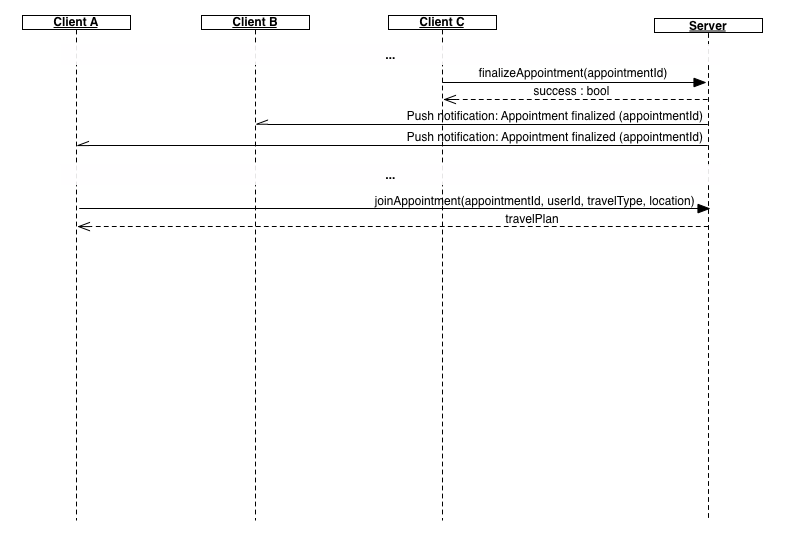 Client A
Client B
Client C
Server
...
finalizeAppointment(appointmentId)
success : bool
Push notification: Appointment finalized (appointmentId)
Push notification: Appointment finalized (appointmentId)
...
joinAppointment(appointmentId, userId, travelType, location)
travelPlan